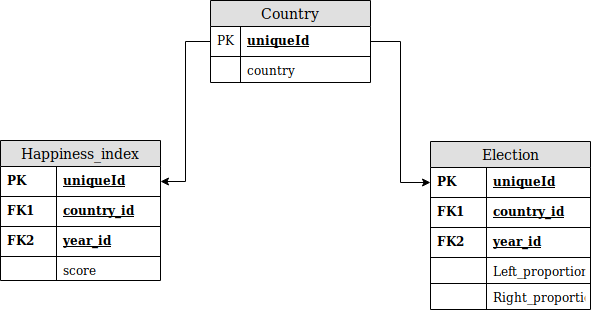 Country
PK uniqueId
country
Happiness_index
PK uniqueId
FK1 country_id
FK2 year_id
score
Election
PK uniqueId
FK1 country_id
FK2 year_id
Left_proportion
Right_proporti